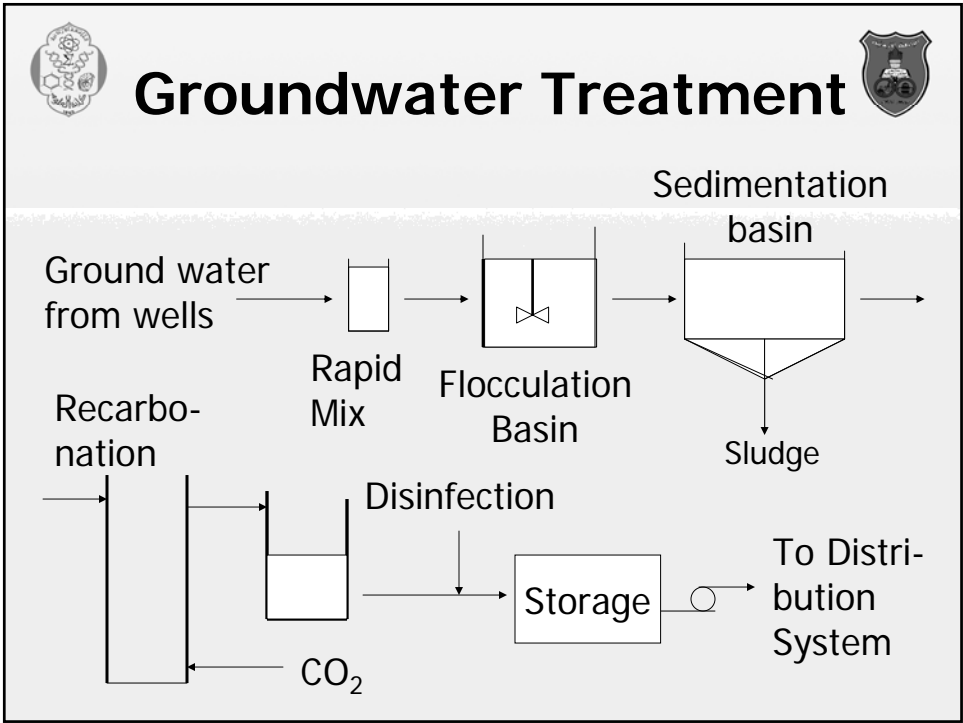 Groundwater Treatment
Sedimentation
basin
Ground water
from wells
Rapid
Mix
Flocculation
Basin
Sludge
Recarbo-
nation
Disinfection
Storage
To Distri-
bution
System
CO₂